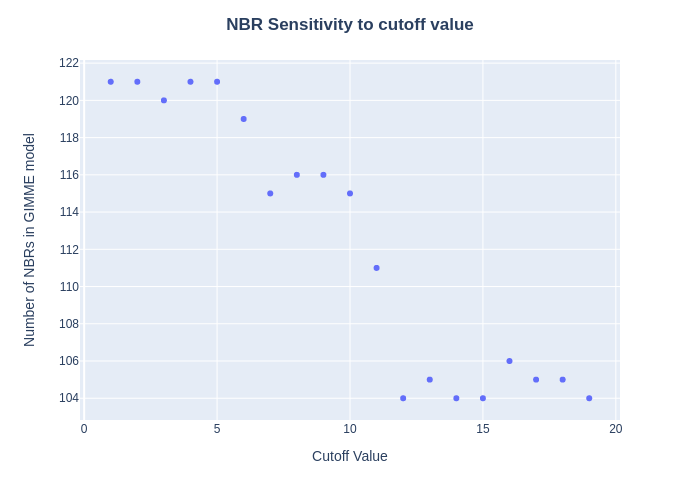 NBR Sensitivity to cutoff value
Number of NBRs in GIMME model
122
120
118
116
114
112
110
108
106
104
0 5 10 15 20
Cutoff Value